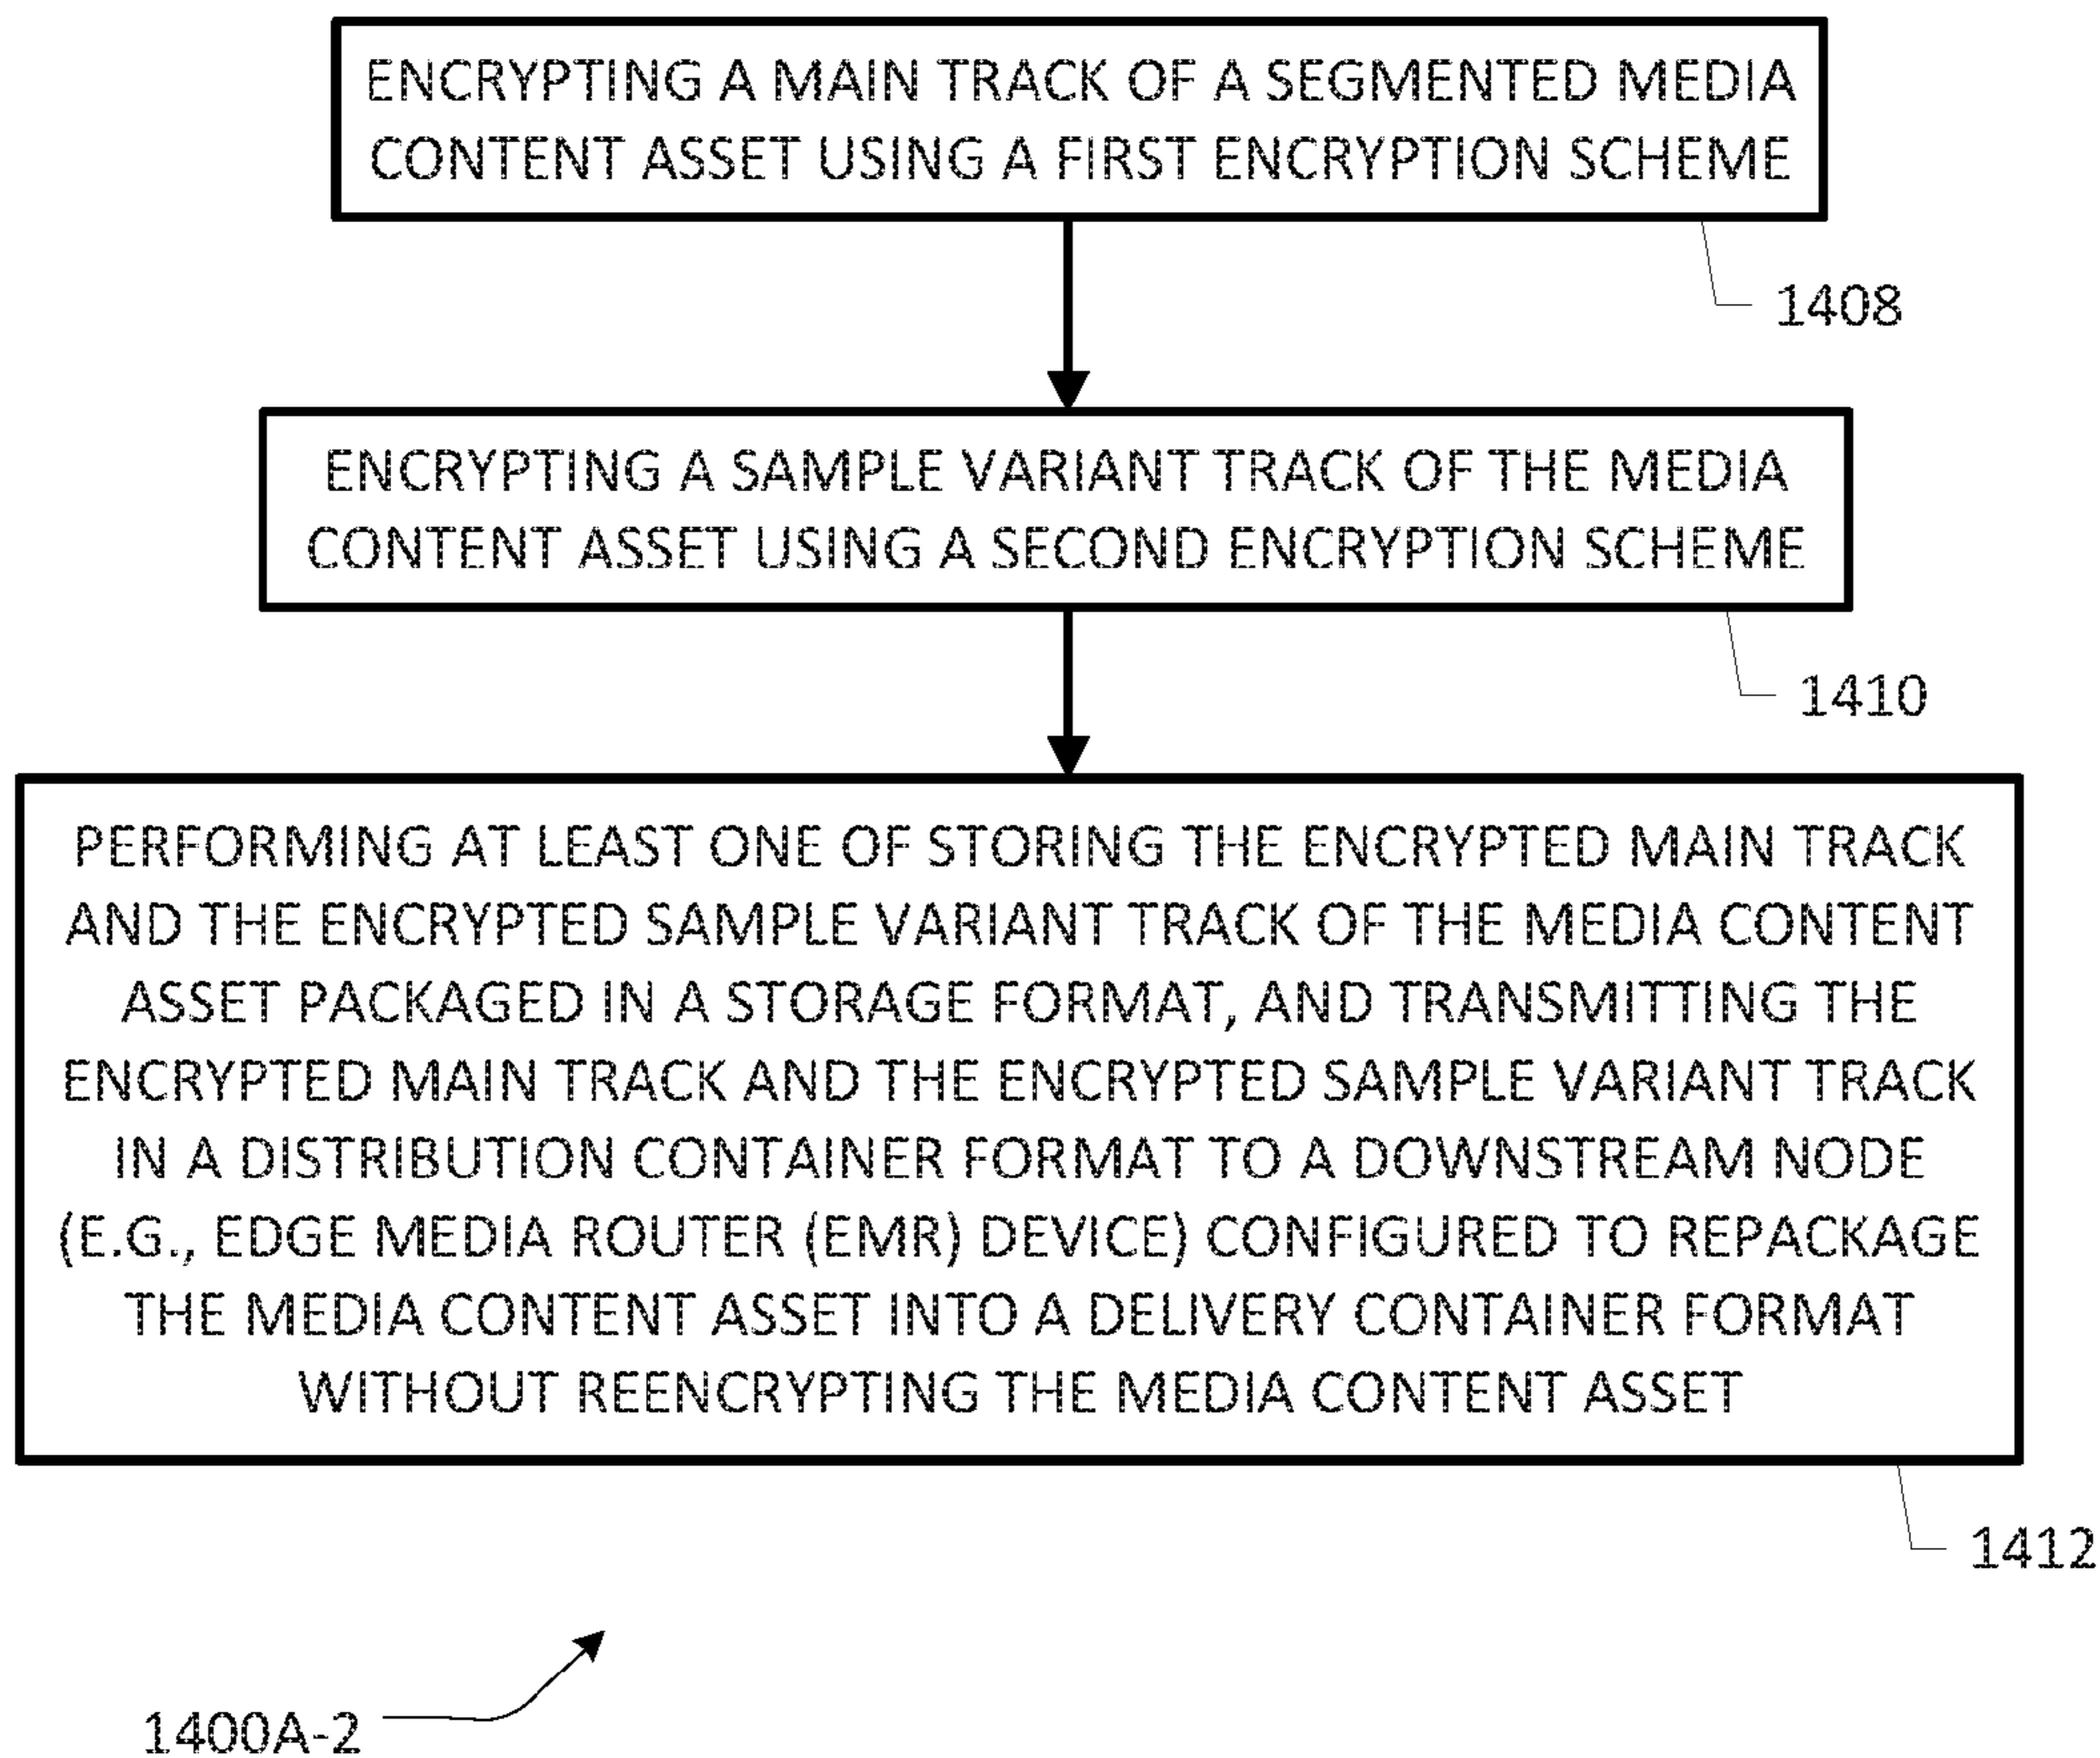 ENCRYPTING A MAIN TRACK OF A SEGMENTED MEDIA
CONTENT ASSET USING A FIRST ENCRYPTION SCHEME
1408
ENCRYPTING A SAMPLE VARIANT TRACK OF THE MEDIA
CONTENT ASSET USING A SECOND ENCRYPTION SCHEME
1410
PERFORMING AT LEAST ONE OF STORING THE ENCRYPTED MAIN TRACK
AND THE ENCRYPTED SAMPLE VARIANT TRACK OF THE MEDIA CONTENT
ASSET PACKAGED IN A STORAGE FORMAT, AND TRANSMITTING THE
ENCRYPTED MAIN TRACK AND THE ENCRYPTED SAMPLE VARIANT TRACK
IN A DISTRIBUTION CONTAINER FORMAT TO A DOWNSTREAM NODE
(E.G., EDGE MEDIA ROUTER (EMR) DEVICE) CONFIGURED TO REPACKAGE
THE MEDIA CONTENT ASSET INTO A DELIVERY CONTAINER FORMAT
WITHOUT REENCRYPTING THE MEDIA CONTENT ASSET
1412
1400A-2